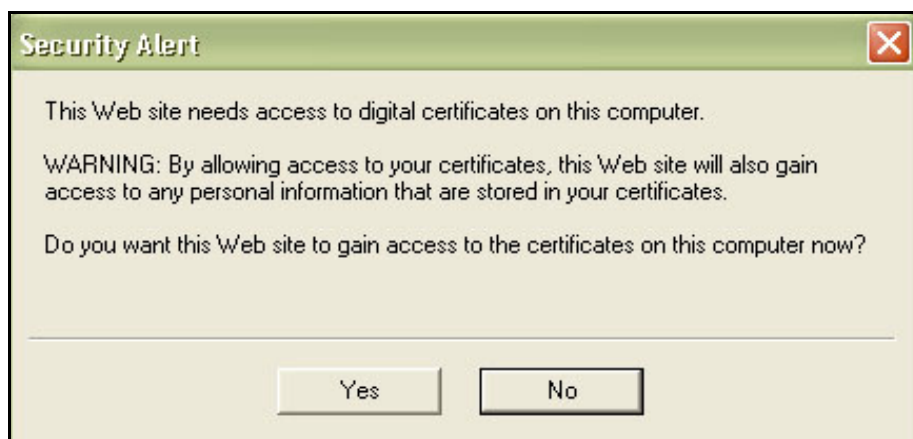 Security Alert
This Web site needs access to digital certificates on this computer.
WARNING: By allowing access to your certificates, this Web site will also gain
access to any personal information that are stored in your certificates.
Do you want this Web site to gain access to the certificates on this computer now?
Yes No